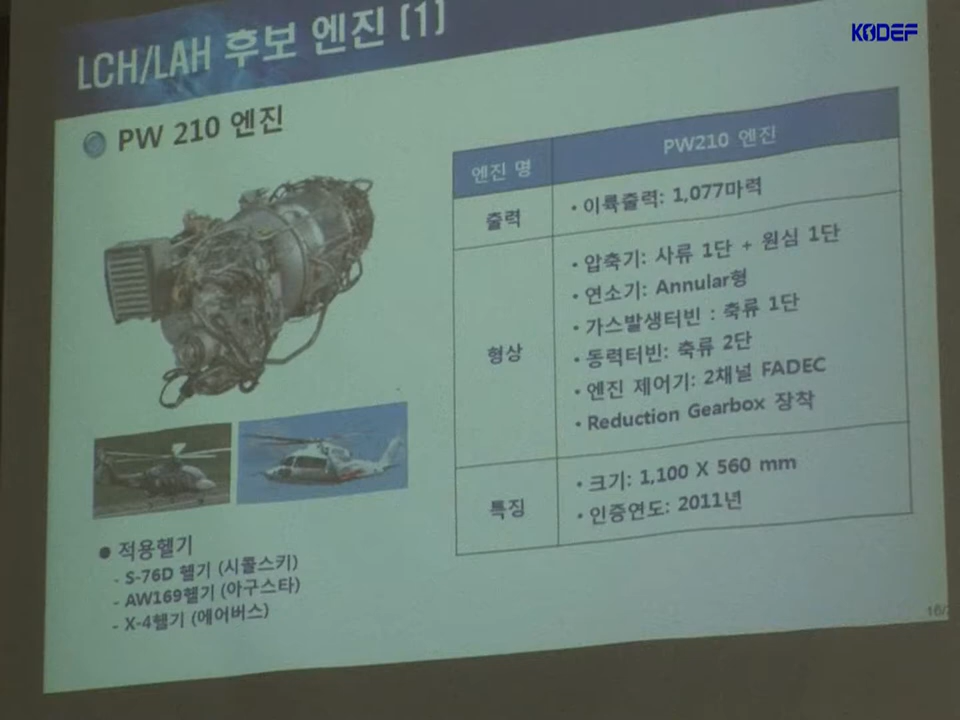 LCH/LAH 후보 엔진 (1)
KODEF
PW 210 엔진
엔진 명
PW210 엔진
출력
• 이륙출력: 1,077마력
형상
• 압축기: 사류 1단 + 원심 1단
• 연소기: Annular형
• 가스발생터빈 : 축류 1단
• 동력터빈: 축류 2단
• 엔진 제어기: 2채널 FADEC
• Reduction Gearbox 장착
특징
• 크기: 1,100 X 560 mm
• 인증연도: 2011년
● 적용헬기
- S-76D 헬기 (시콜스키)
- AW169헬기 (아구스타)
- X-4헬기 (에어버스)